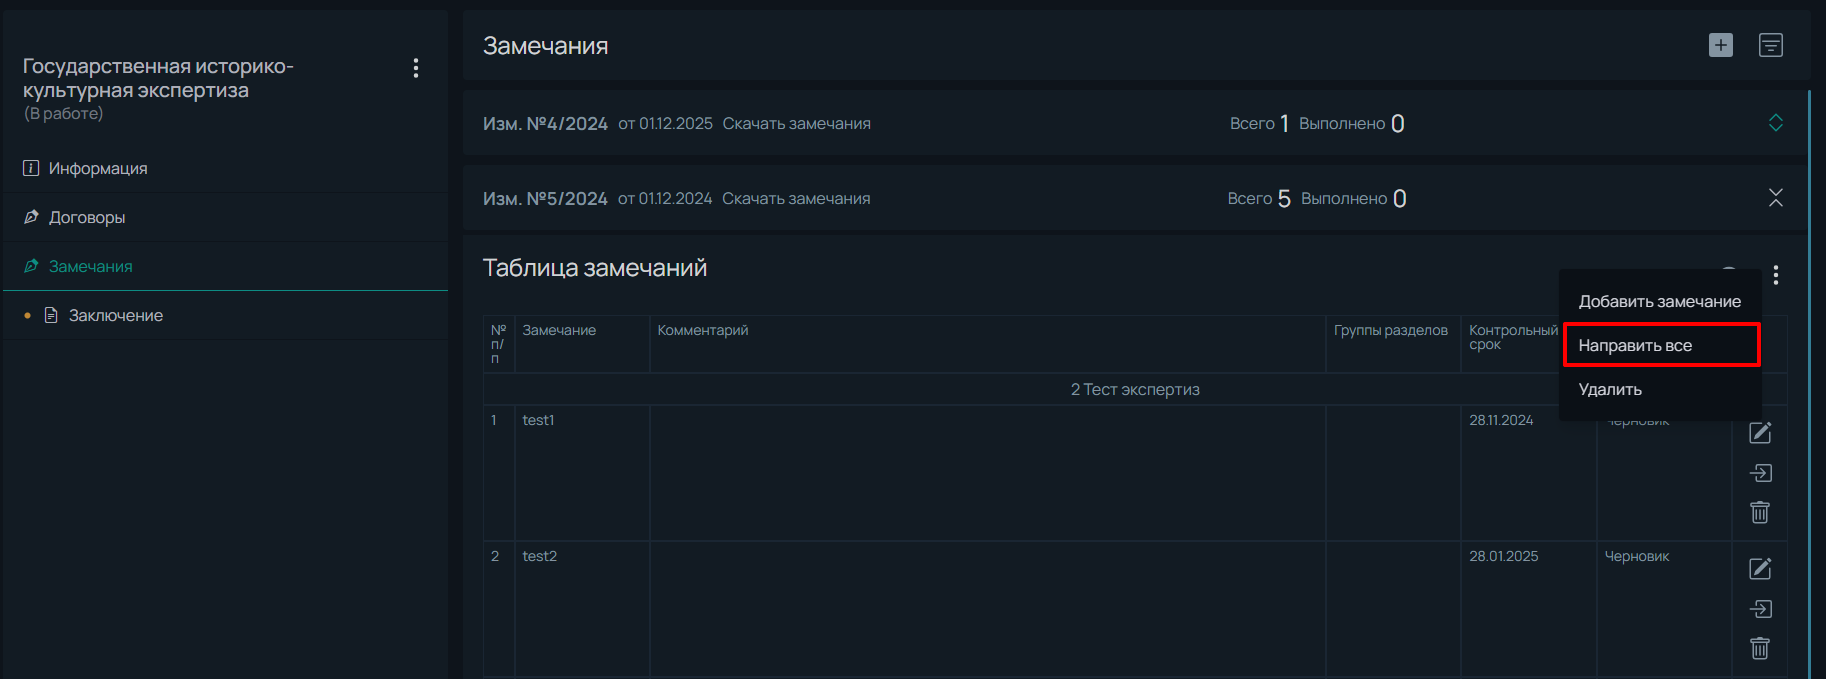 Государственная историко-
культурная экспертиза
(В работе)
Информация
Договоры
Замечания
Заключение
Замечания
Изм. №4/2024 от 01.12.2025 Скачать замечания Всего 1 Выполнено 0
Изм. №5/2024 от 01.12.2024 Скачать замечания Всего 5 Выполнено 0
Таблица замечаний
Добавить замечание
Направить все
Удалить
№ п/п Замечание Комментарий Группы разделов Контрольный срок
2 Тест экспертиз
1 test1 28.11.2024 Черновик
2 test2 28.01.2025 Черновик